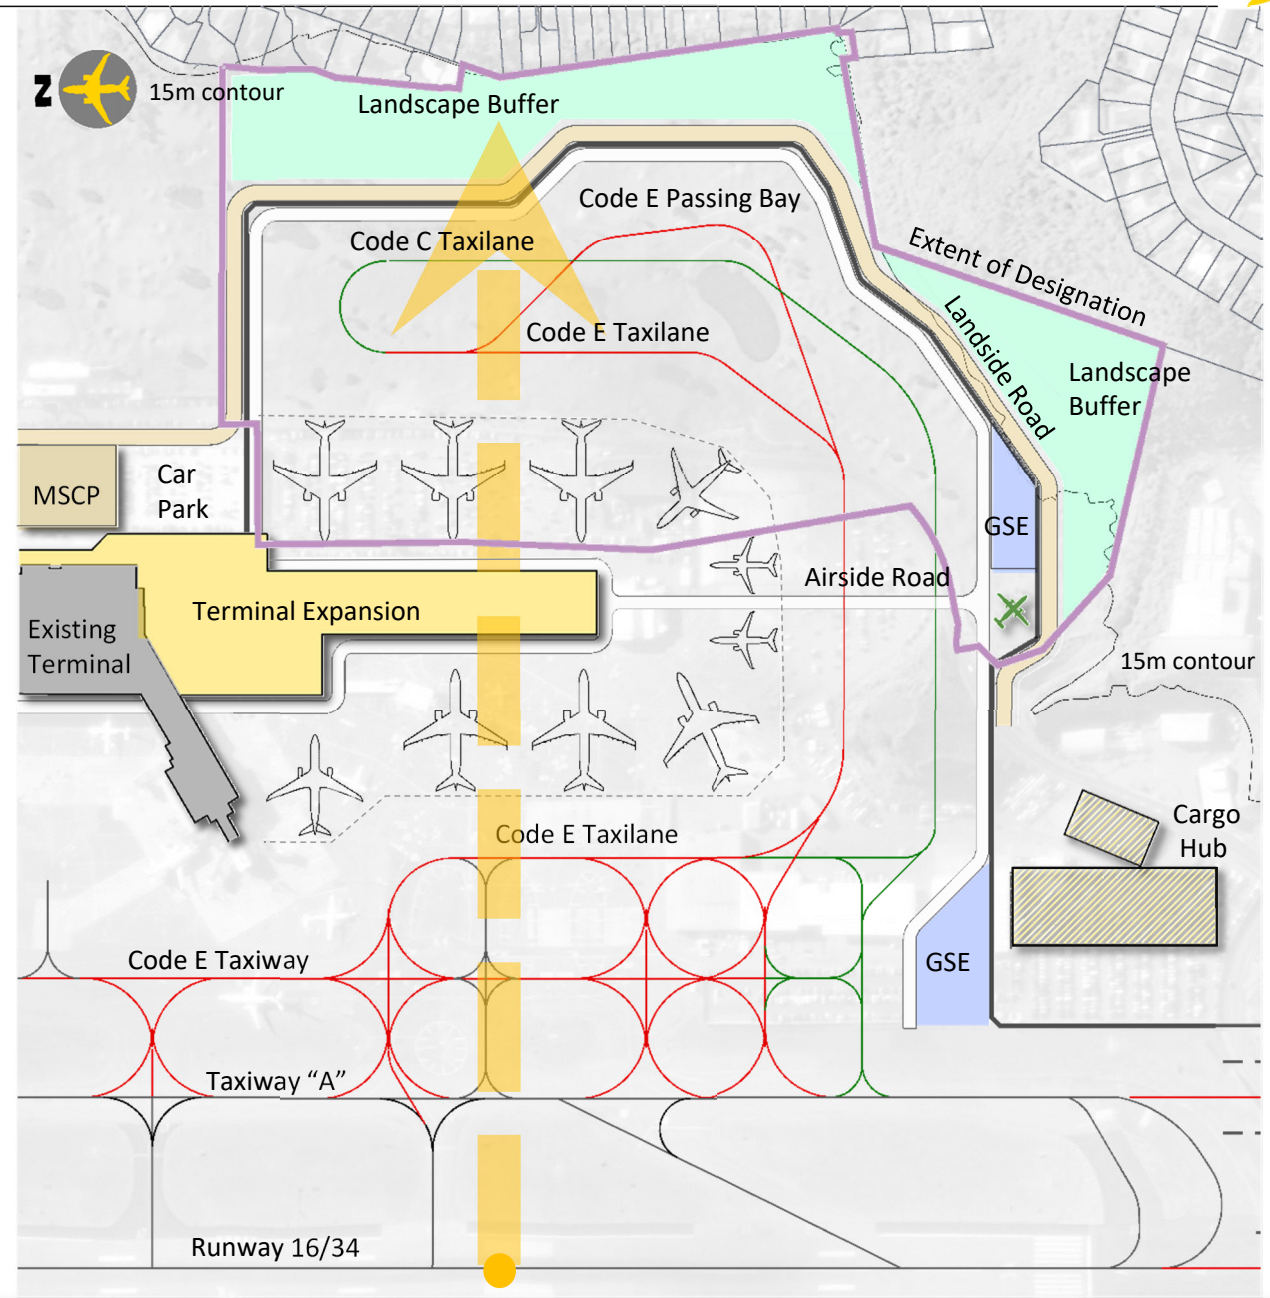 Z
15m contour
Landscape Buffer
Code E Passing Bay
Code C Taxilane
Extent of Designation
Code E Taxilane
Landside Road
Landscape
Buffer
Car
Park
MSCP
GSE
Airside Road
Terminal Expansion
Existing
Terminal
15m contour
Code E Taxilane
Cargo
Hub
Code E Taxiway
GSE
Taxiway “A”
Runway 16/34